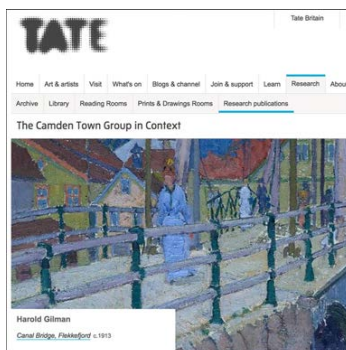 TATE
Tate Britain
Home Art & artists Visit What's on Blogs & channel Join & support Learn Research Abou
Archive Library Reading Rooms Prints & Drawings Rooms Research publications
The Camden Town Group in Context
Harold Gilman
Canal Bridge, Flekkefjord c.1913